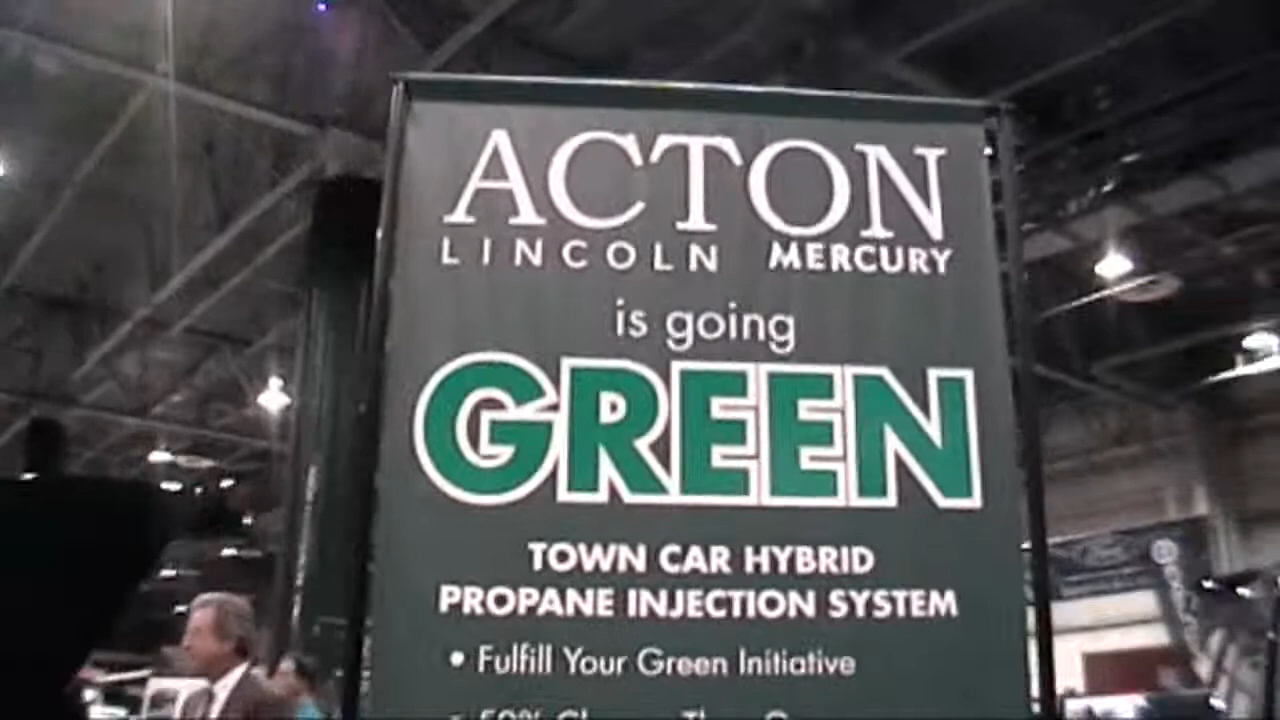 ACTON
LINCOLN MERCURY
is going
GREEN
TOWN CAR HYBRID
PROPANE INJECTION SYSTEM
• Fulfill Your Green Initiative